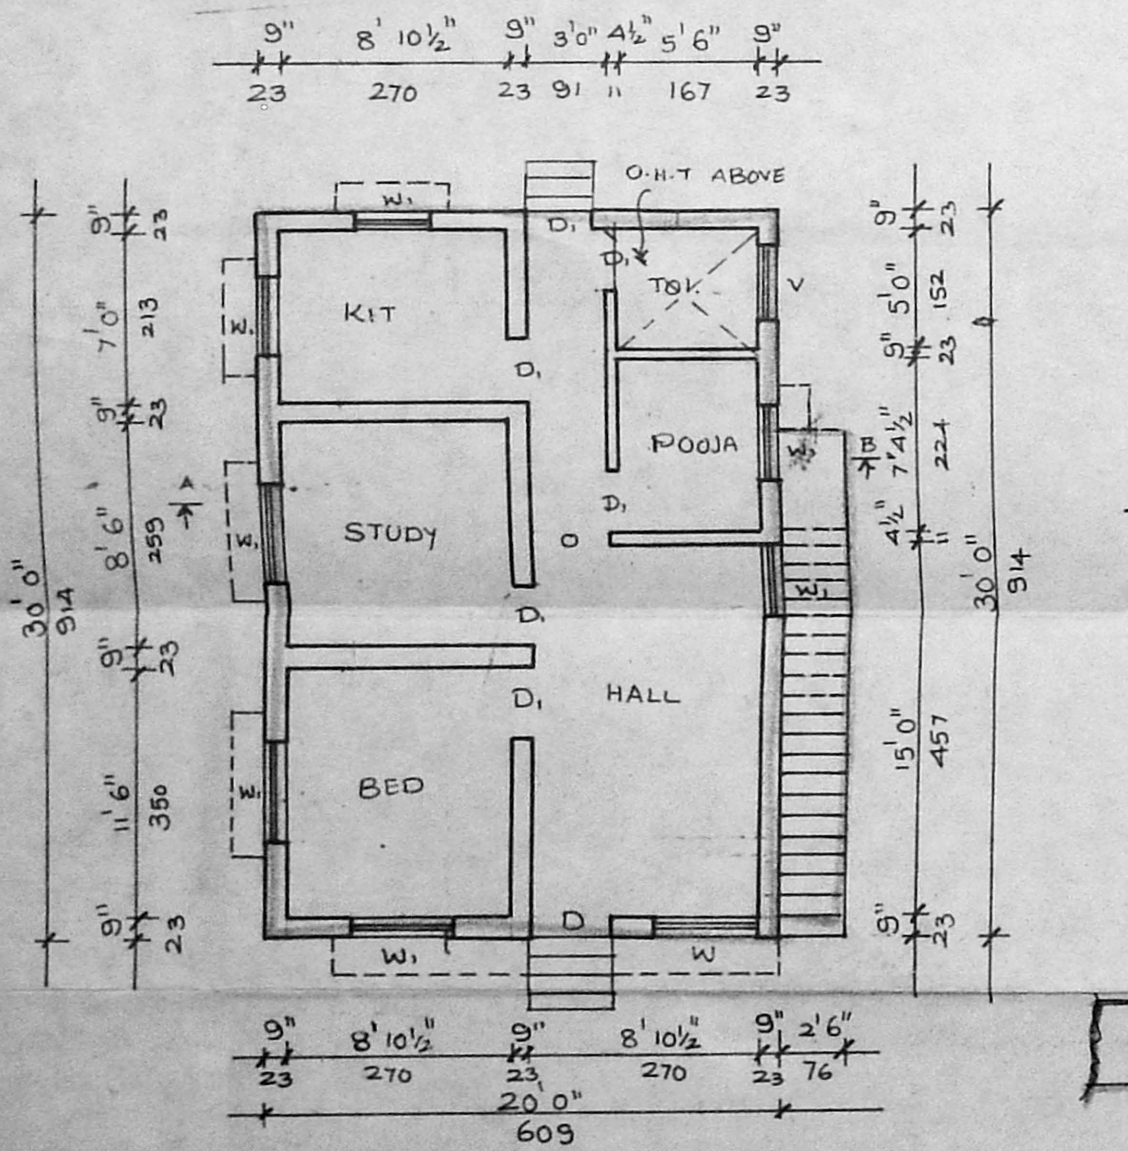 9" 8' 10½" 9" 3'0" 4½" 5'6" 9"
23 270 23 91 11 167 23
O.H.T ABOVE
W₁
D₁
D₁
TOV.
V
KIT
W₁
D₁
POOJA
W₁
B
A
STUDY
W₁
D₁
O
W₁
D₁
HALL
D₁
BED
W₁
D
W₁ W
9" 23
7'0" 213
9" 23
8' 6" 259
9" 23
11' 6" 350
9" 23
30' 0" 914
9" 23
5'0" 152
9" 23
7' 4½" 224
4½" 11
15' 0" 457
9" 23
30' 0" 914
9" 8' 10½" 9" 8' 10½" 9" 2' 6"
23 270 23 270 23 76
20' 0"
609